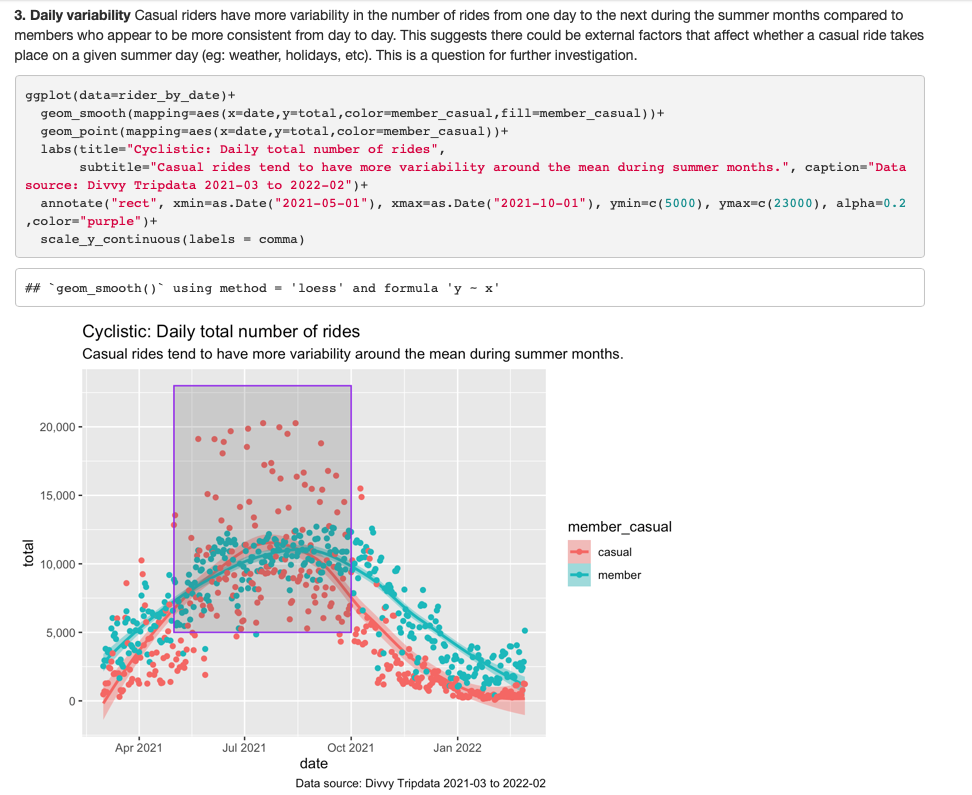 3. Daily variability Casual riders have more variability in the number of rides from one day to the next during the summer months compared to
members who appear to be more consistent from day to day. This suggests there could be external factors that affect whether a casual ride takes
place on a given summer day (eg: weather, holidays, etc). This is a question for further investigation.
ggplot(data=rider_by_date)+
  geom_smooth(mapping=aes(x=date,y=total,color=member_casual,fill=member_casual))+
  geom_point(mapping=aes(x=date,y=total,color=member_casual))+
  labs(title="Cyclistic: Daily total number of rides",
       subtitle="Casual rides tend to have more variability around the mean during summer months.", caption="Data
source: Divvy Tripdata 2021-03 to 2022-02")+
  annotate("rect", xmin=as.Date("2021-05-01"), xmax=as.Date("2021-10-01"), ymin=c(5000), ymax=c(23000), alpha=0.2
,color="purple")+
  scale_y_continuous(labels = comma)
## `geom_smooth()` using method = 'loess' and formula 'y ~ x'
Cyclistic: Daily total number of rides
Casual rides tend to have more variability around the mean during summer months.
20,000
15,000
10,000
5,000
0
total
Apr 2021 Jul 2021 Oct 2021 Jan 2022
date
member_casual
casual
member
Data source: Divvy Tripdata 2021-03 to 2022-02